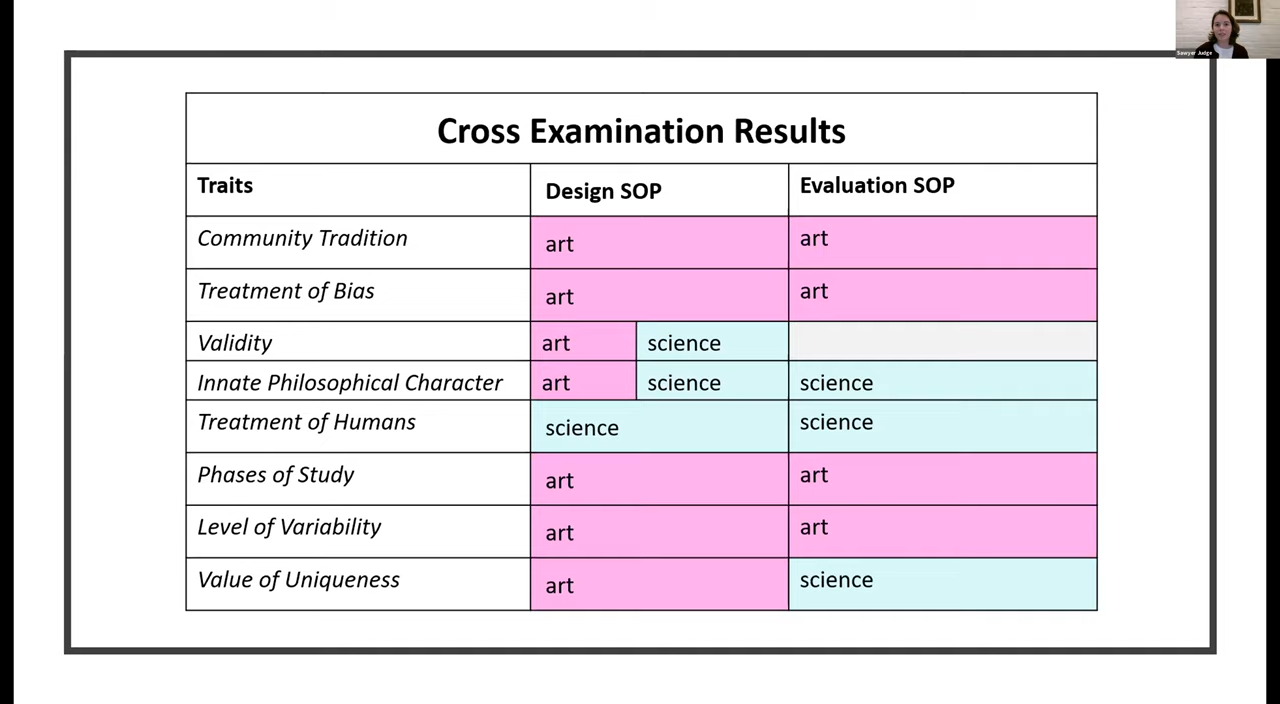 Sawyer Judge
Cross Examination Results
Traits Design SOP Evaluation SOP
Community Tradition art art
Treatment of Bias art art
Validity art science
Innate Philosophical Character art science science
Treatment of Humans science science
Phases of Study art art
Level of Variability art art
Value of Uniqueness art science